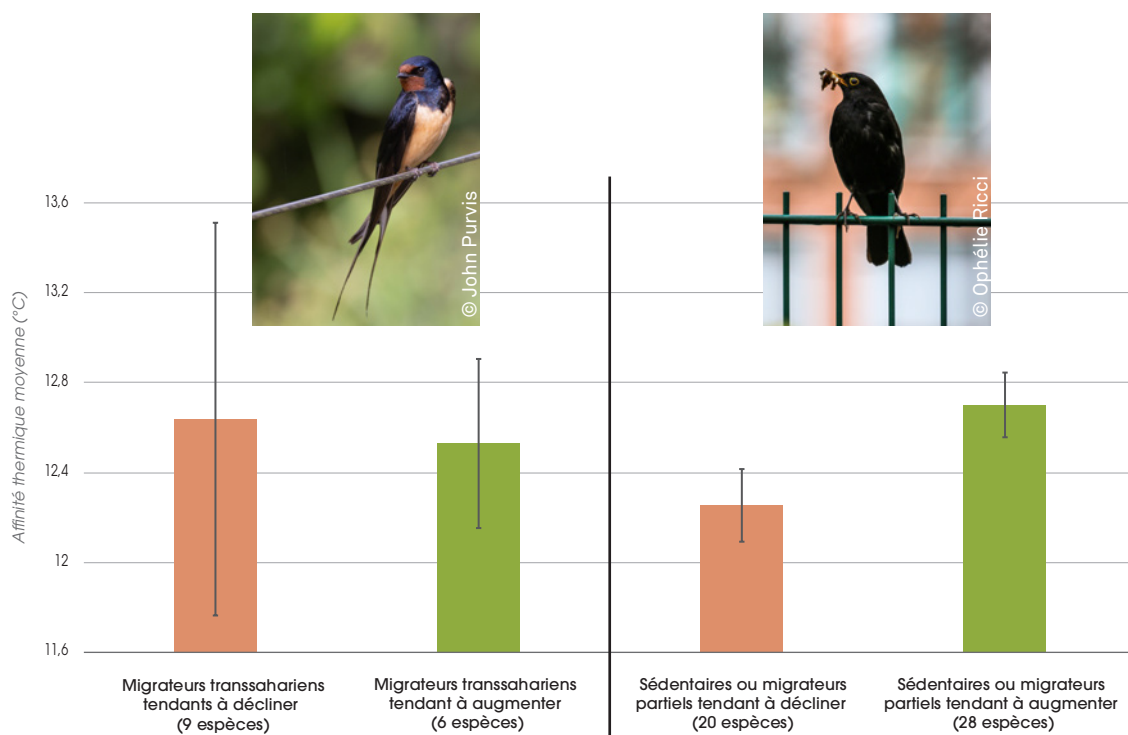 © John Purvis
© Ophélie Ricci
Affinité thermique moyenne (°C)
13,6
13,2
12,8
12,4
12
11,6
Migrateurs transsahariens
tendants à décliner
(9 espèces)
Migrateurs transsahariens
tendant à augmenter
(6 espèces)
Sédentaires ou migrateurs
partiels tendant à décliner
(20 espèces)
Sédentaires ou migrateurs
partiels tendant à augmenter
(28 espèces)